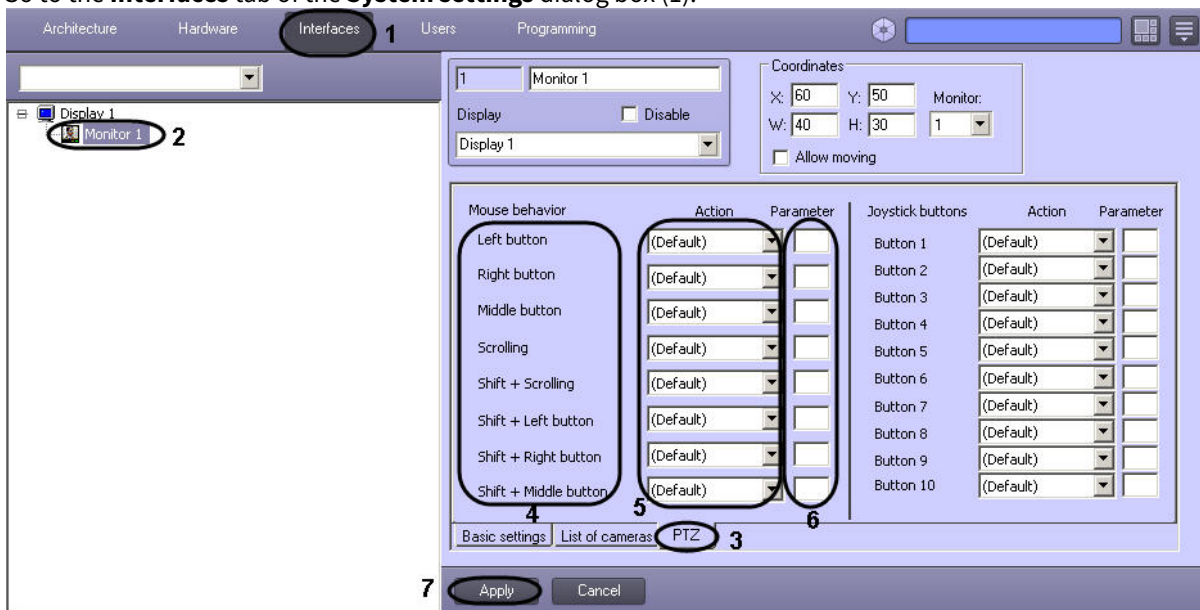 Go to the Interfaces tab of the System settings dialog box (1).
Architecture Hardware Interfaces 1 Users Programming
1 Monitor 1
Display Disable
Display 1
Coordinates
X: 60 Y: 50 Monitor:
W: 40 H: 30 1
Allow moving
Display 1
Monitor 1 2
Mouse behavior Action Parameter
Left button (Default)
Right button (Default)
Middle button (Default)
Scrolling (Default)
Shift + Scrolling (Default)
Shift + Left button (Default)
Shift + Right button (Default)
Shift + Middle button (Default)
4 5 6
Joystick buttons Action Parameter
Button 1 (Default)
Button 2 (Default)
Button 3 (Default)
Button 4 (Default)
Button 5 (Default)
Button 6 (Default)
Button 7 (Default)
Button 8 (Default)
Button 9 (Default)
Button 10 (Default)
Basic settings List of cameras PTZ 3
7 Apply Cancel